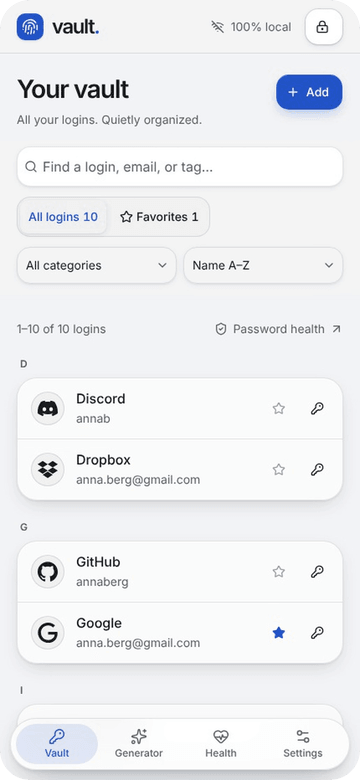 vault.
100% local
Your vault
+ Add
All your logins. Quietly organized.
Find a login, email, or tag...
All logins 10
Favorites 1
All categories
Name A–Z
1–10 of 10 logins
Password health
D
Discord
annab
Dropbox
anna.berg@gmail.com
G
GitHub
annaberg
Google
anna.berg@gmail.com
I
Vault
Generator
Health
Settings